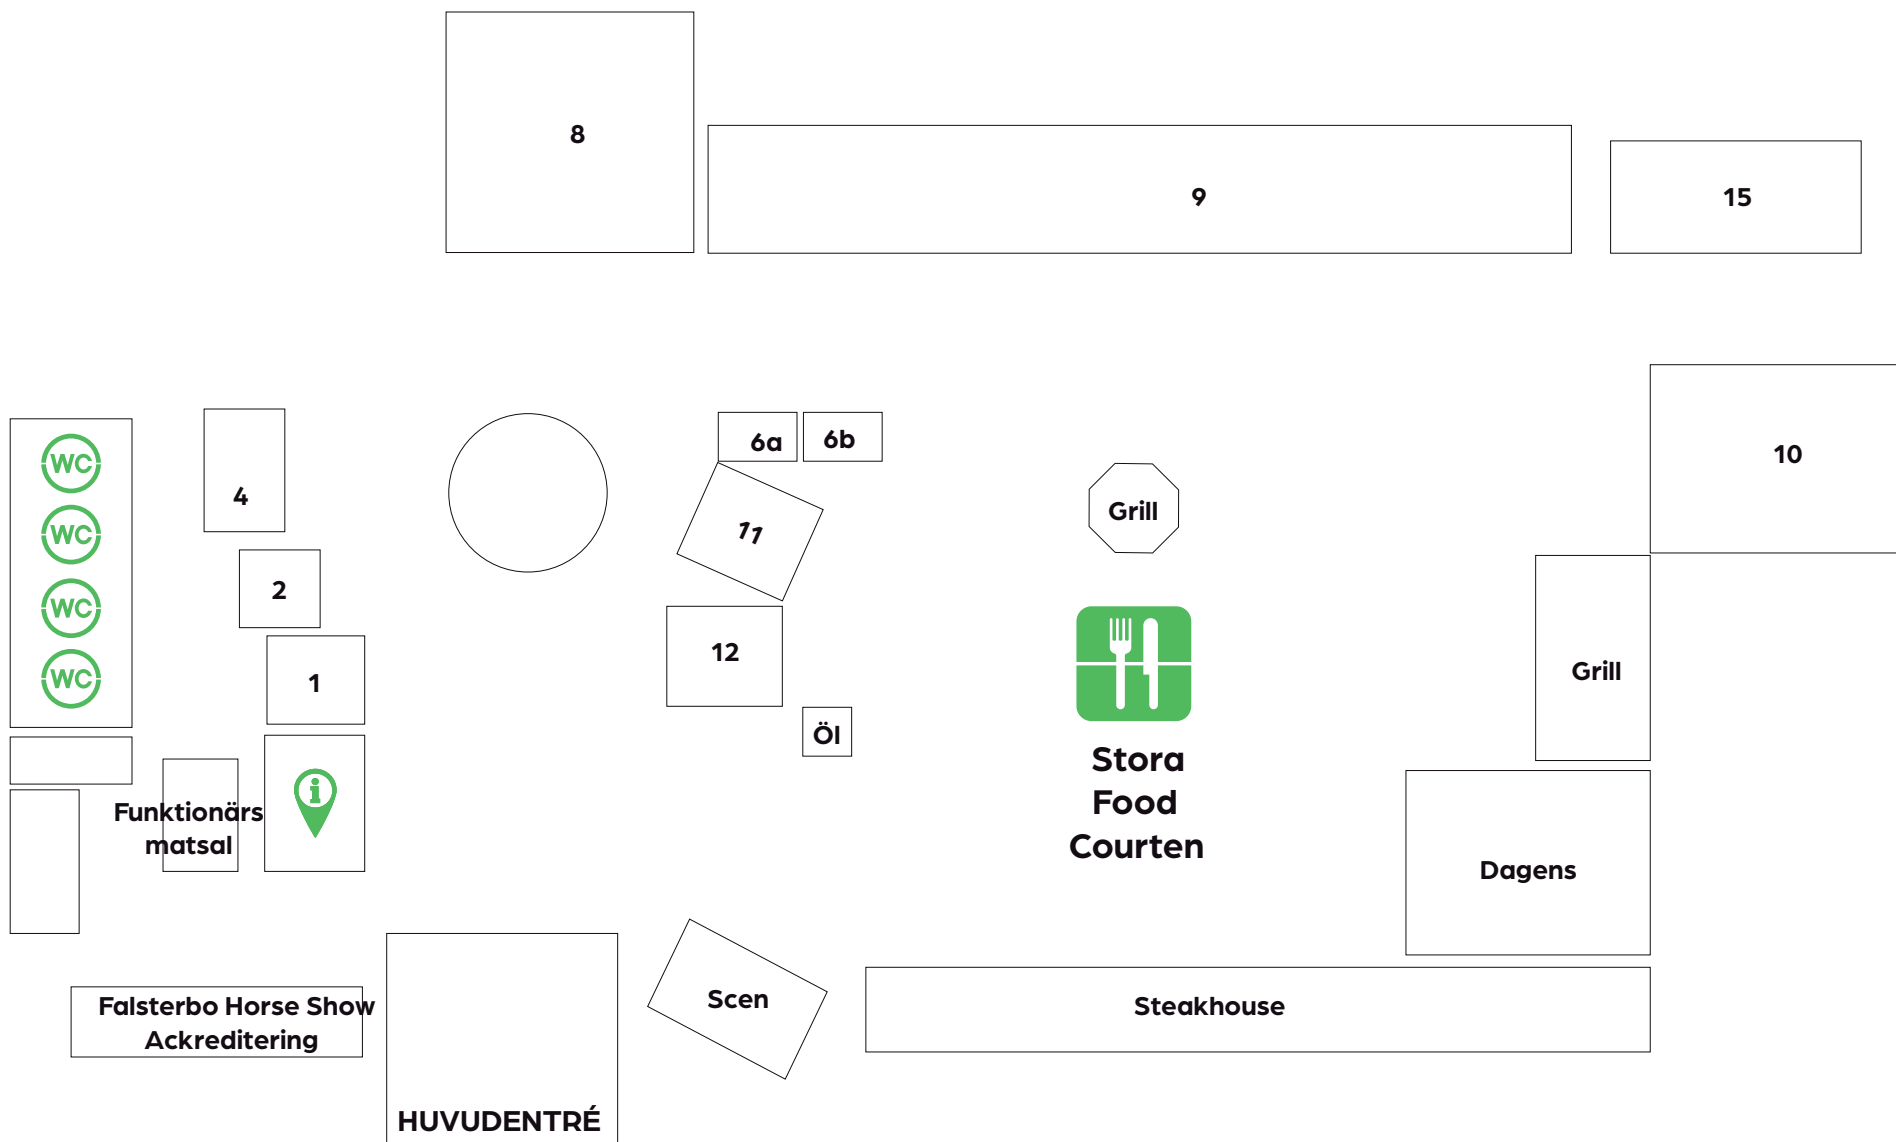 8
9
15
6a
6b
10
4
Grill
11
2
12
Grill
1
Öl
WC
WC
WC
WC
i
Stora
Food
Courten
Funktionärs
matsal
Dagens
Scen
Steakhouse
Falsterbo Horse Show
Ackreditering
HUVUDENTRÉ